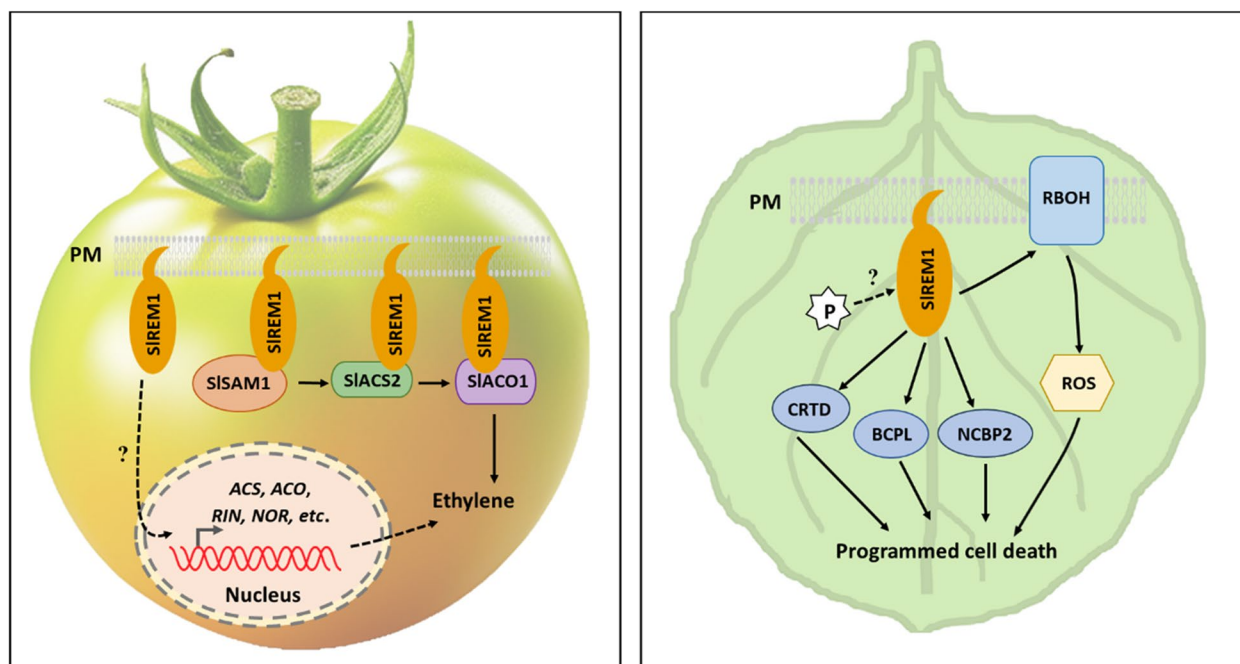 PM
SlREM1
SlREM1
SlREM1
SlREM1
SlSAM1
SlACS2
SlACO1
?
ACS, ACO,
RIN, NOR, etc.
Nucleus
Ethylene
PM
RBOH
SlREM1
?
P
CRTD
BCPL
NCBP2
ROS
Programmed cell death